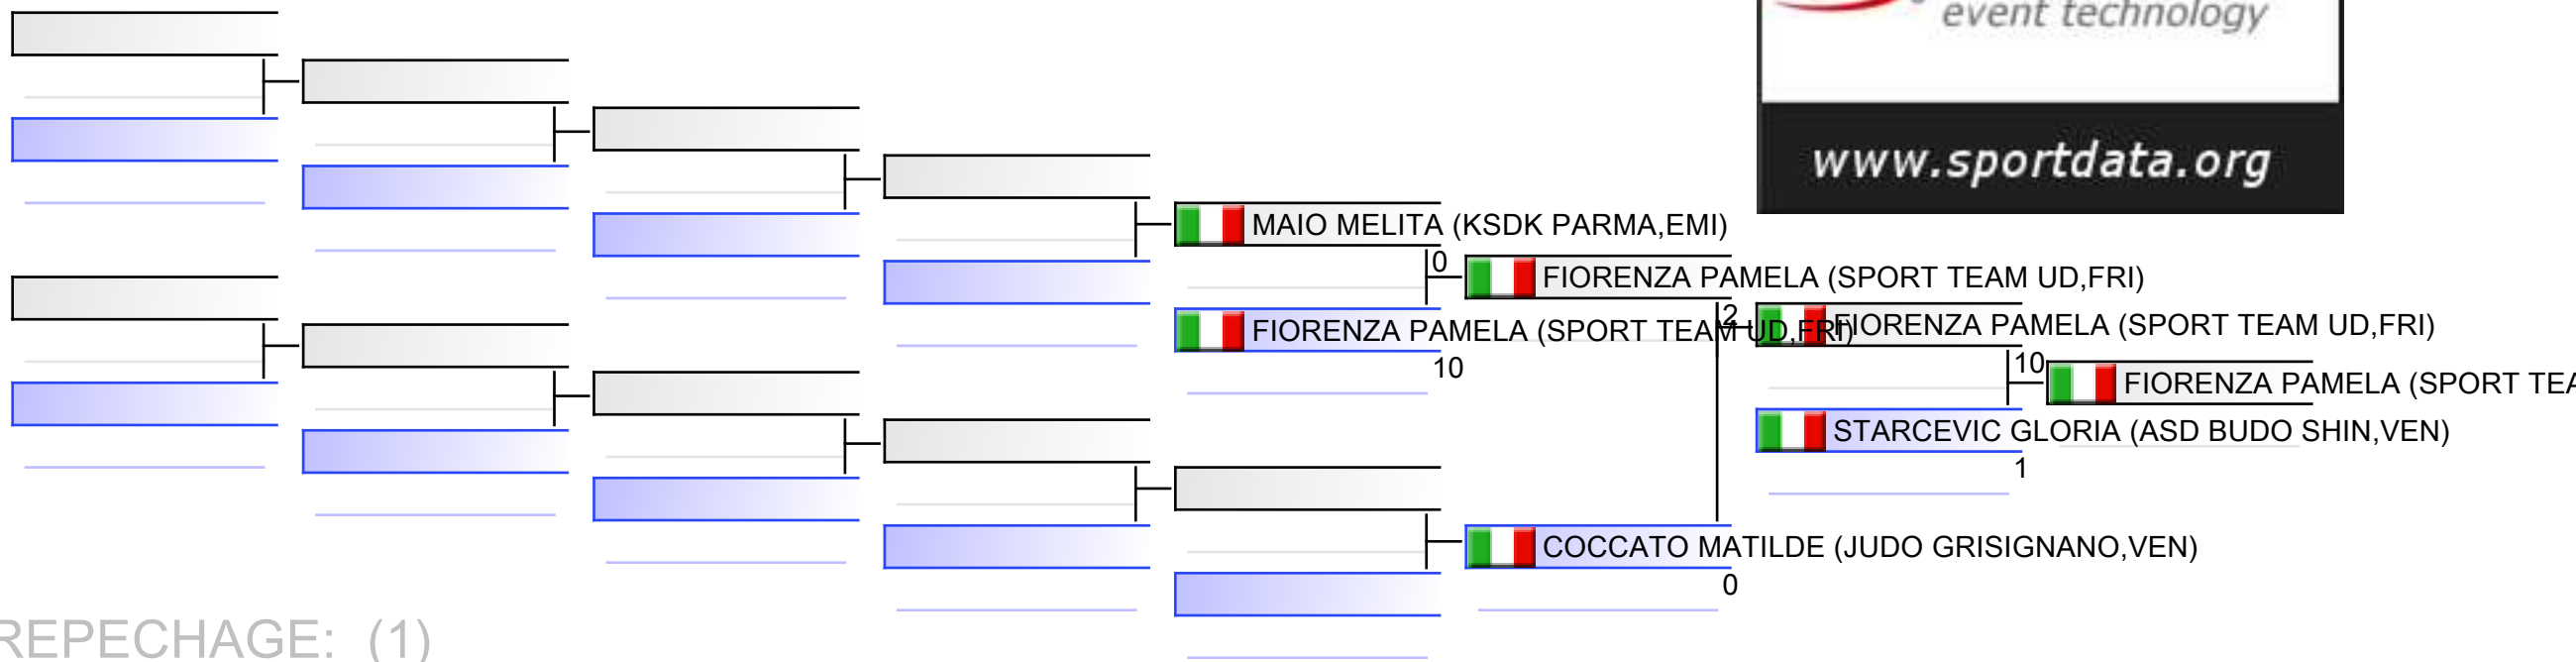 event technology
www.sportdata.org
MAIO MELITA (KSDK PARMA,EMI)
0
FIORENZA PAMELA (SPORT TEAM UD,FRI)
2
FIORENZA PAMELA (SPORT TEAM UD,FRI)
FIORENZA PAMELA (SPORT TEAM UD,FRI)
10
10
FIORENZA PAMELA (SPORT TEA
STARCEVIC GLORIA (ASD BUDO SHIN,VEN)
1
COCCATO MATILDE (JUDO GRISIGNANO,VEN)
0
REPECHAGE: (1)